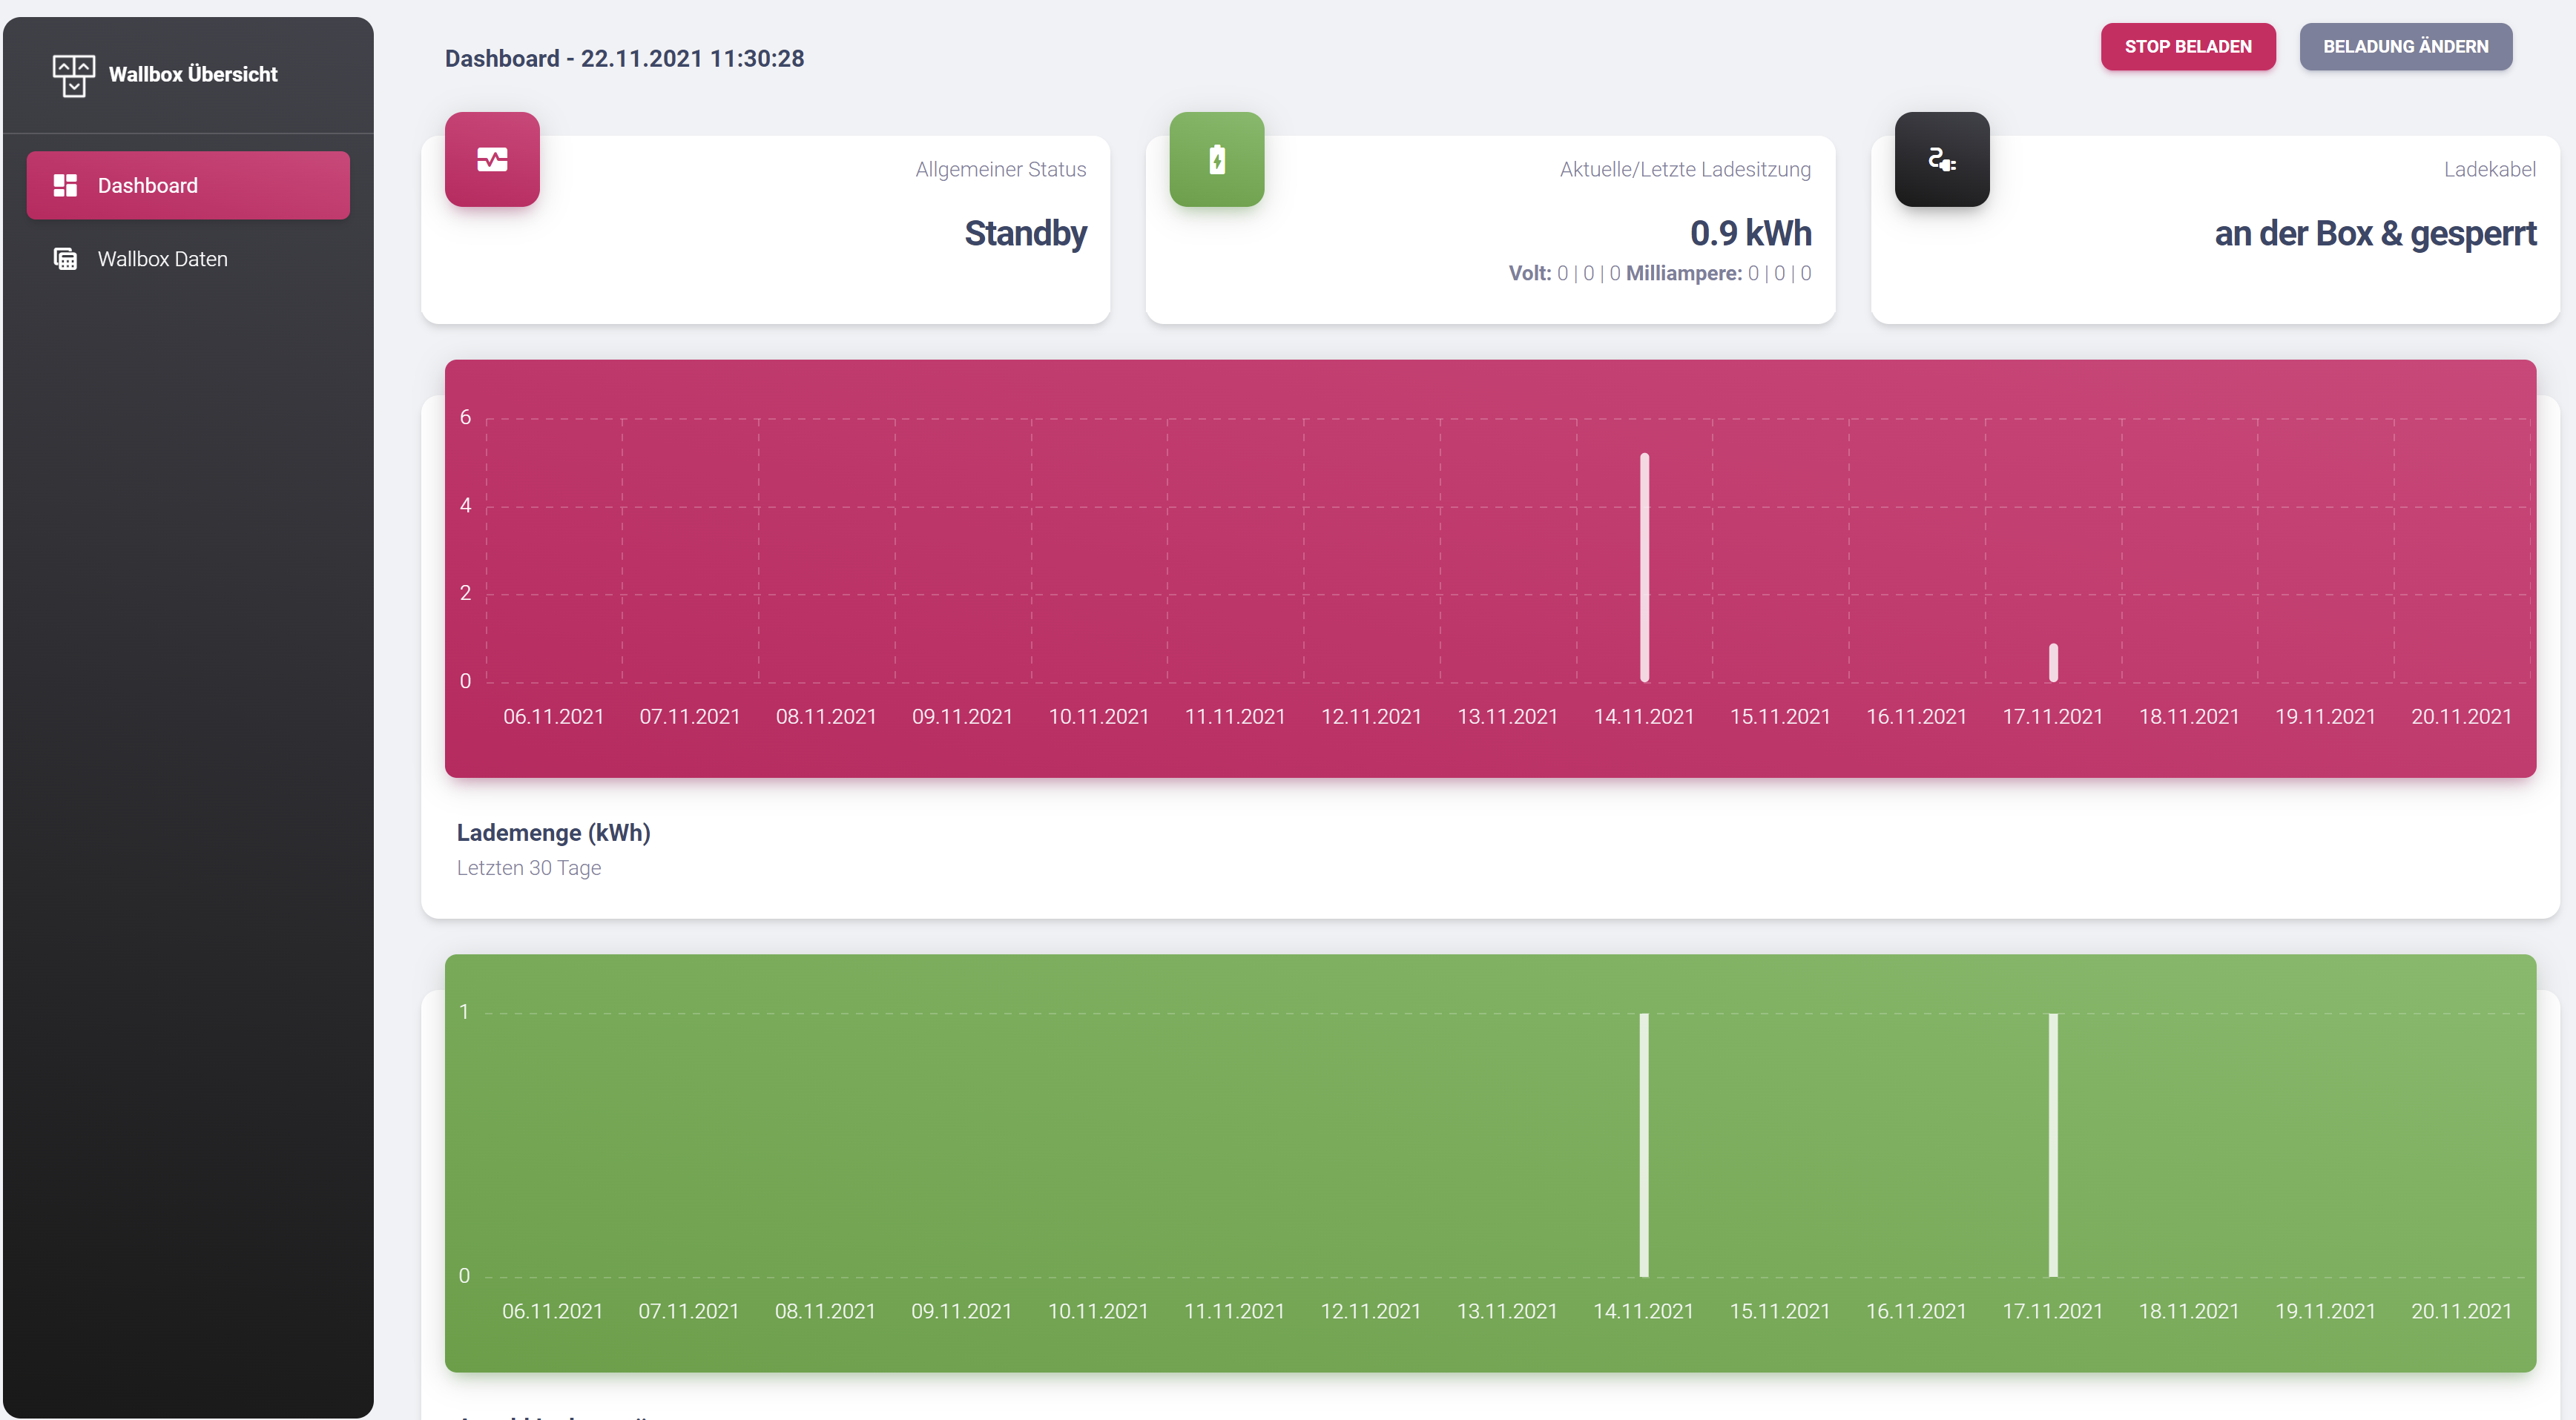 Wallbox Übersicht
Dashboard
Wallbox Daten
Dashboard - 22.11.2021 11:30:28
STOP BELADEN
BELADUNG ÄNDERN
Allgemeiner Status
Standby
Aktuelle/Letzte Ladesitzung
0.9 kWh
Volt: 0 | 0 | 0 Milliampere: 0 | 0 | 0
Ladekabel
an der Box & gesperrt
6
4
2
0
06.11.2021 07.11.2021 08.11.2021 09.11.2021 10.11.2021 11.11.2021 12.11.2021 13.11.2021 14.11.2021 15.11.2021 16.11.2021 17.11.2021 18.11.2021 19.11.2021 20.11.2021
Lademenge (kWh)
Letzten 30 Tage
1
0
06.11.2021 07.11.2021 08.11.2021 09.11.2021 10.11.2021 11.11.2021 12.11.2021 13.11.2021 14.11.2021 15.11.2021 16.11.2021 17.11.2021 18.11.2021 19.11.2021 20.11.2021